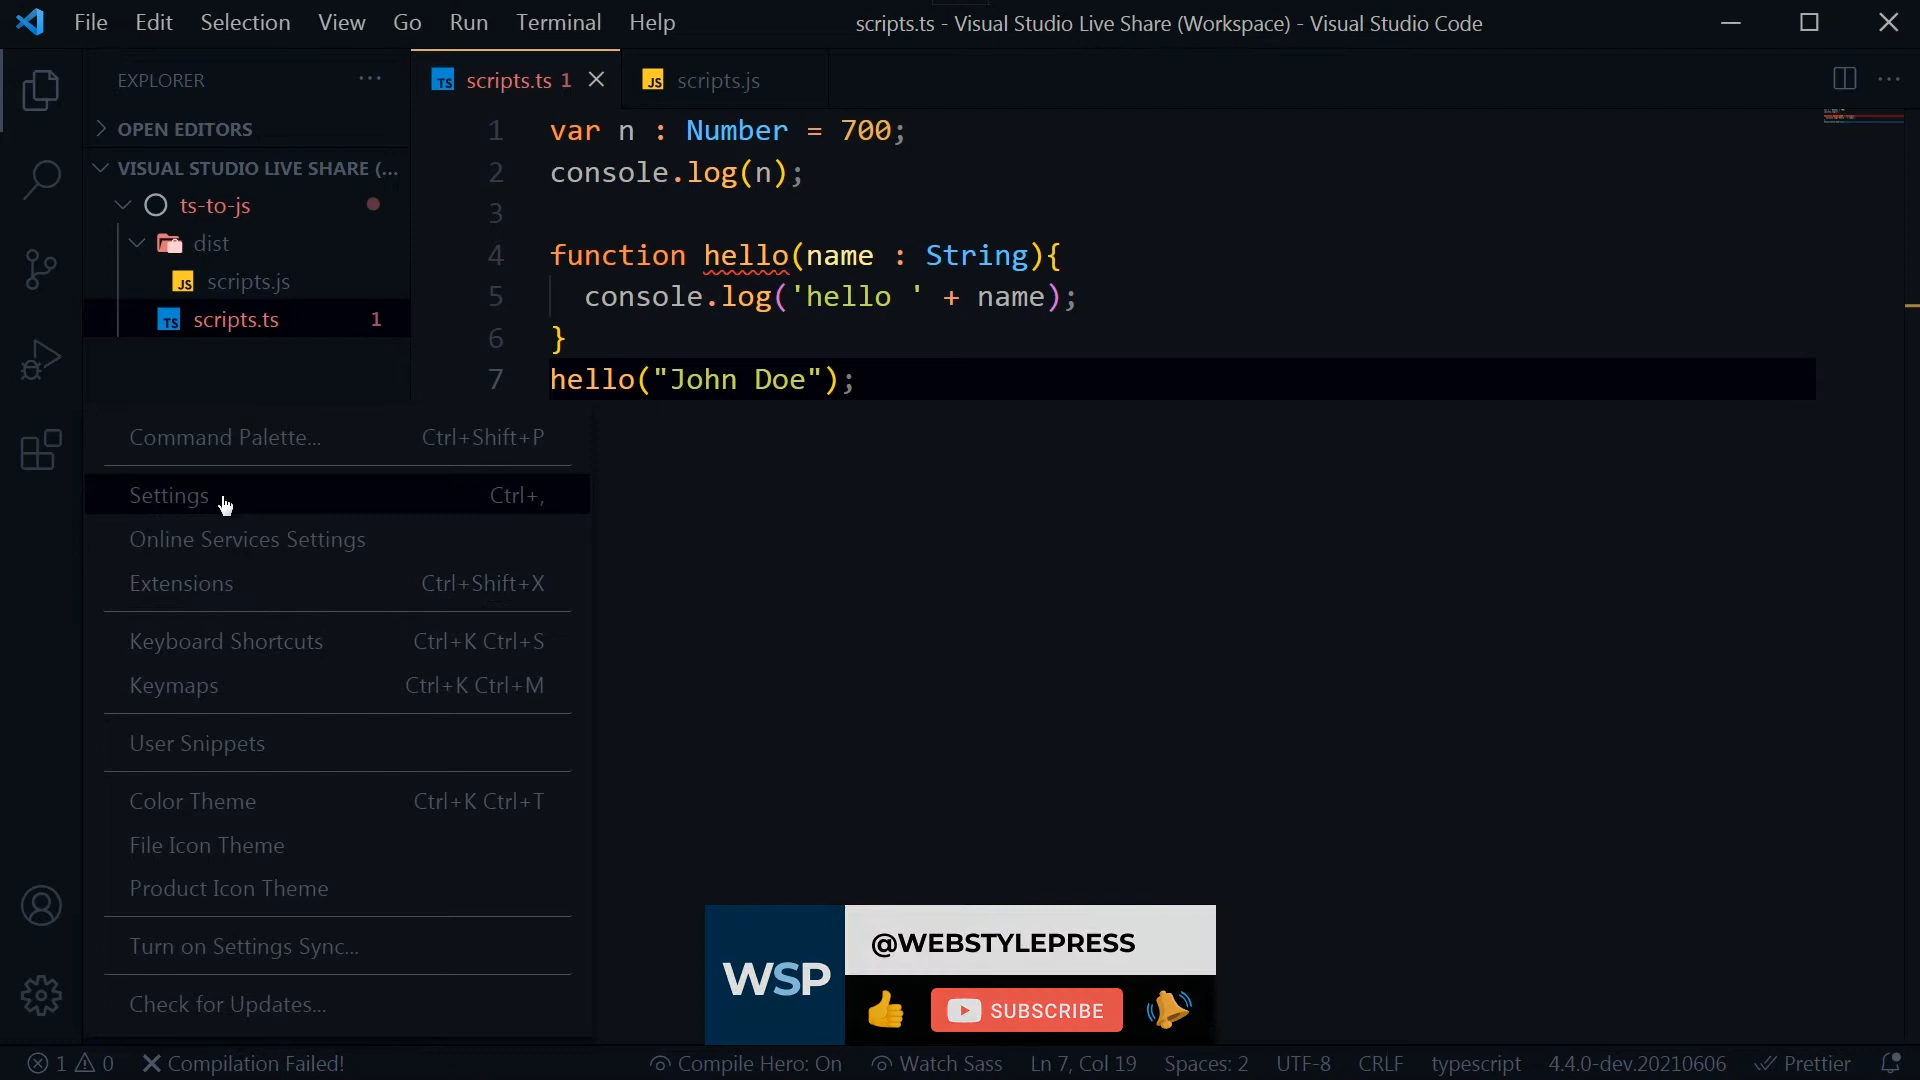 File Edit Selection View Go Run Terminal Help scripts.ts - Visual Studio Live Share (Workspace) - Visual Studio Code
EXPLORER
OPEN EDITORS
VISUAL STUDIO LIVE SHARE (...
ts-to-js
dist
JS scripts.js
TS scripts.ts 1
TS scripts.ts 1 JS scripts.js
1 var n : Number = 700;
2 console.log(n);
3
4 function hello(name : String){
5 console.log('hello ' + name);
6 }
7 hello("John Doe");
Command Palette... Ctrl+Shift+P
Settings Ctrl+,
Online Services Settings
Extensions Ctrl+Shift+X
Keyboard Shortcuts Ctrl+K Ctrl+S
Keymaps Ctrl+K Ctrl+M
User Snippets
Color Theme Ctrl+K Ctrl+T
File Icon Theme
Product Icon Theme
Turn on Settings Sync...
Check for Updates...
WSP
@WEBSTYLEPRESS
SUBSCRIBE
1 0 Compilation Failed! Compile Hero: On Watch Sass Ln 7, Col 19 Spaces: 2 UTF-8 CRLF typescript 4.4.0-dev.20210606 Prettier